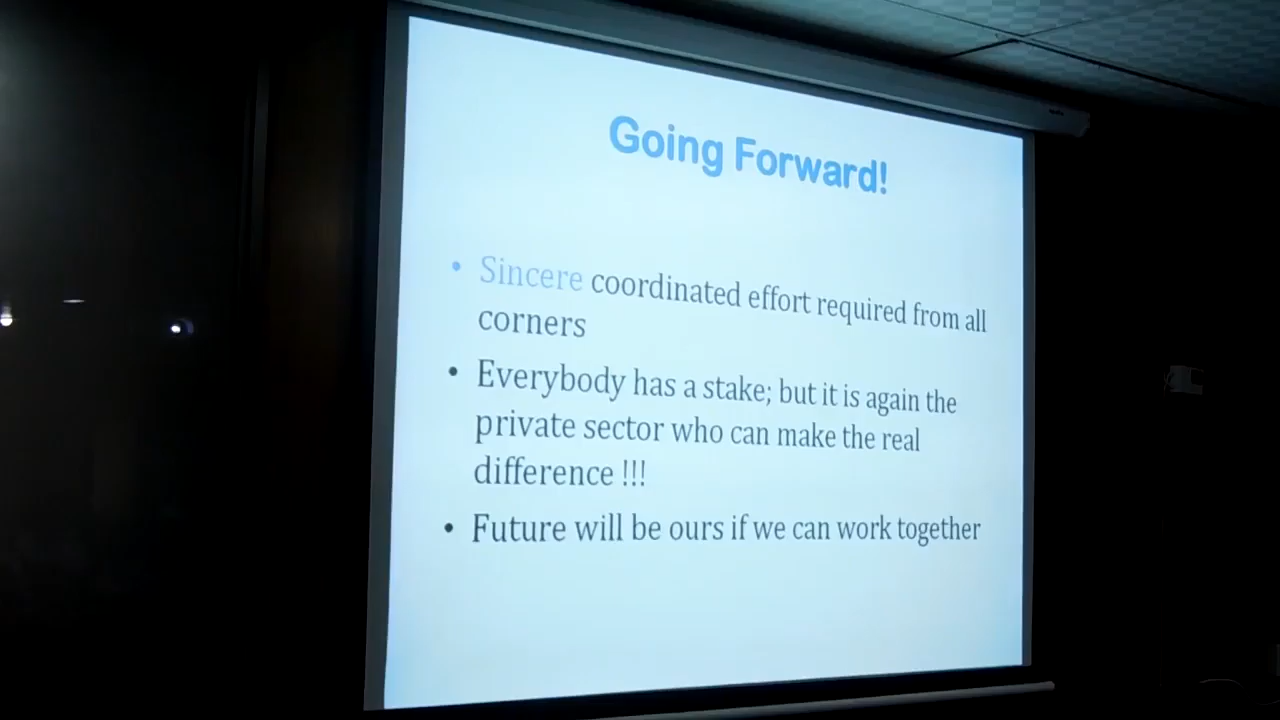 Going Forward!
• Sincere coordinated effort required from all
corners
• Everybody has a stake; but it is again the
private sector who can make the real
difference !!!
• Future will be ours if we can work together